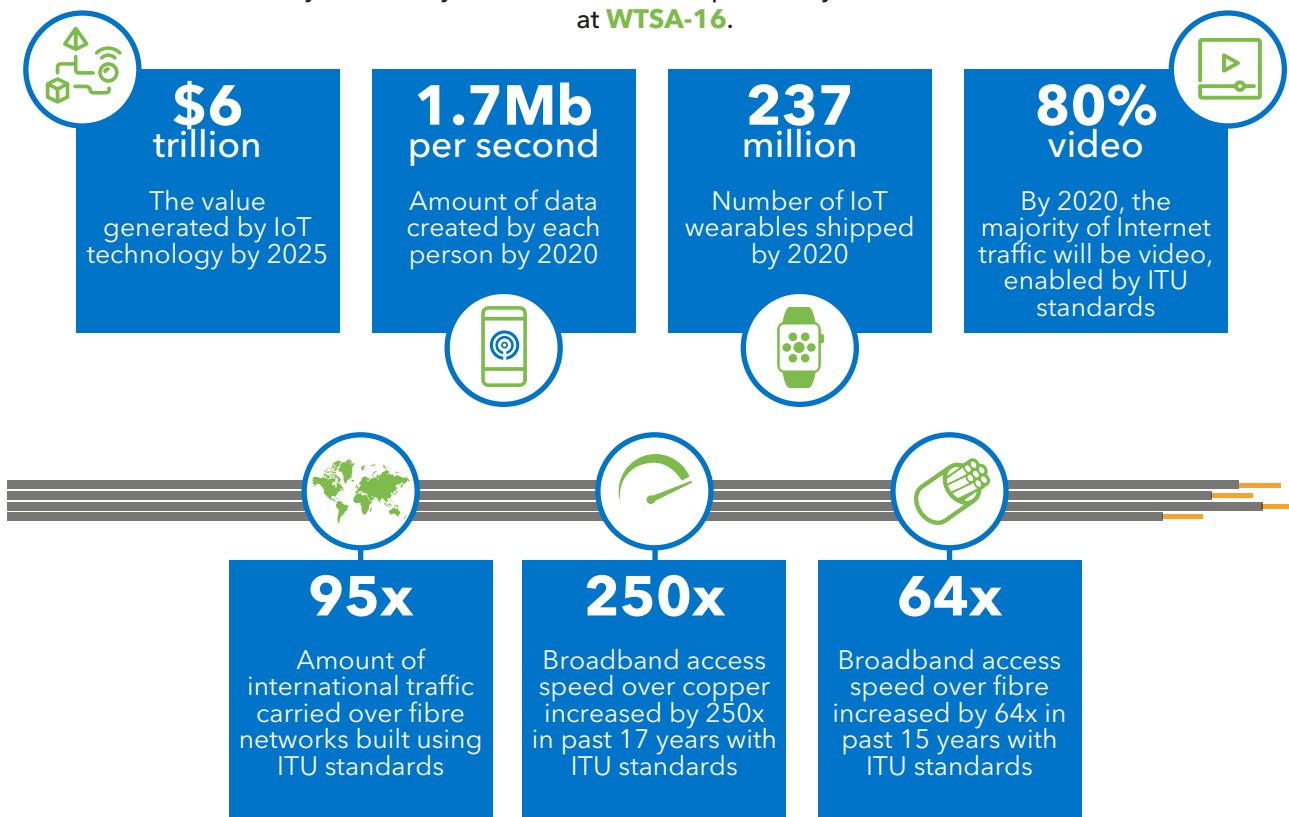 at WTSA-16.
$6
trillion
The value
generated by IoT
technology by 2025
1.7Mb
per second
Amount of data
created by each
person by 2020
237
million
Number of IoT
wearables shipped
by 2020
80%
video
By 2020, the
majority of Internet
traffic will be video,
enabled by ITU
standards
95x
Amount of
international traffic
carried over fibre
networks built using
ITU standards
250x
Broadband access
speed over copper
increased by 250x
in past 17 years with
ITU standards
64x
Broadband access
speed over fibre
increased by 64x in
past 15 years with
ITU standards